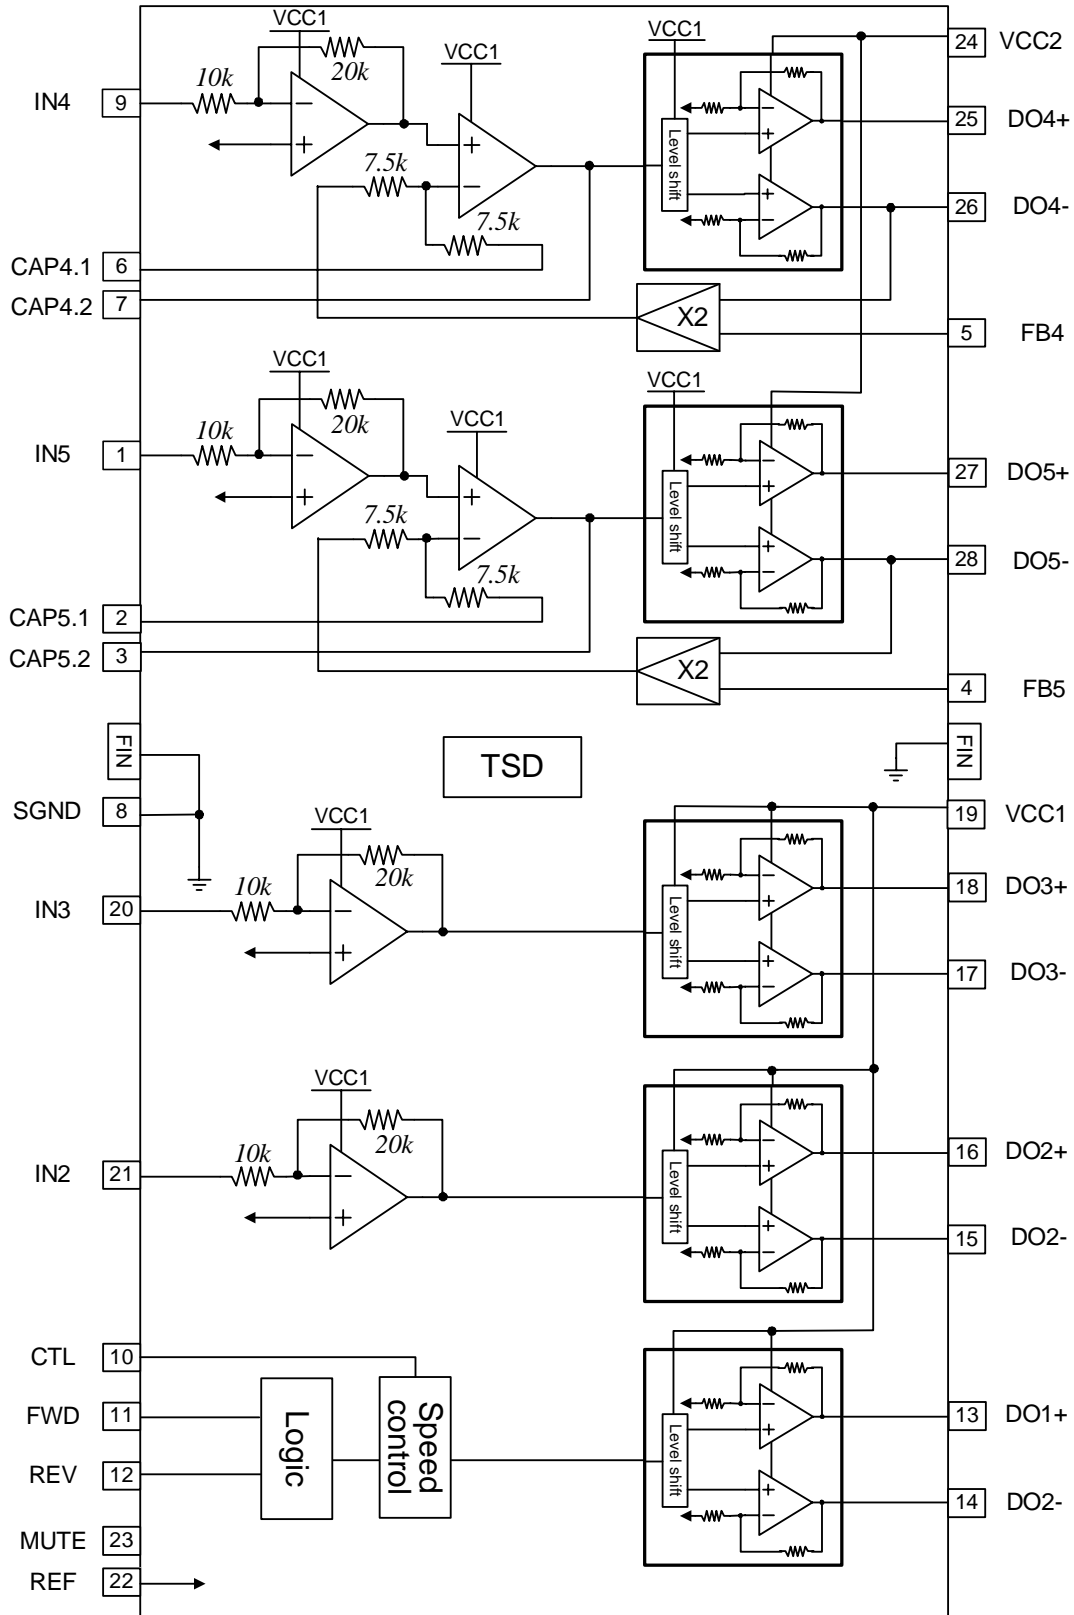 VCC1
20k
10k
IN4
9
VCC1
7.5k
7.5k
VCC1
Level shift
24
VCC2
25
DO4+
26
DO4-
CAP4.1
6
CAP4.2
7
X2
5
FB4
VCC1
20k
10k
IN5
1
VCC1
7.5k
7.5k
VCC1
Level shift
27
DO5+
28
DO5-
CAP5.1
2
CAP5.2
3
X2
4
FB5
FIN
TSD
FIN
SGND
8
VCC1
20k
10k
IN3
20
Level shift
19
VCC1
18
DO3+
17
DO3-
VCC1
20k
10k
IN2
21
Level shift
16
DO2+
15
DO2-
CTL
10
FWD
11
REV
12
Logic
Speed
control
Level shift
13
DO1+
14
DO2-
MUTE
23
REF
22